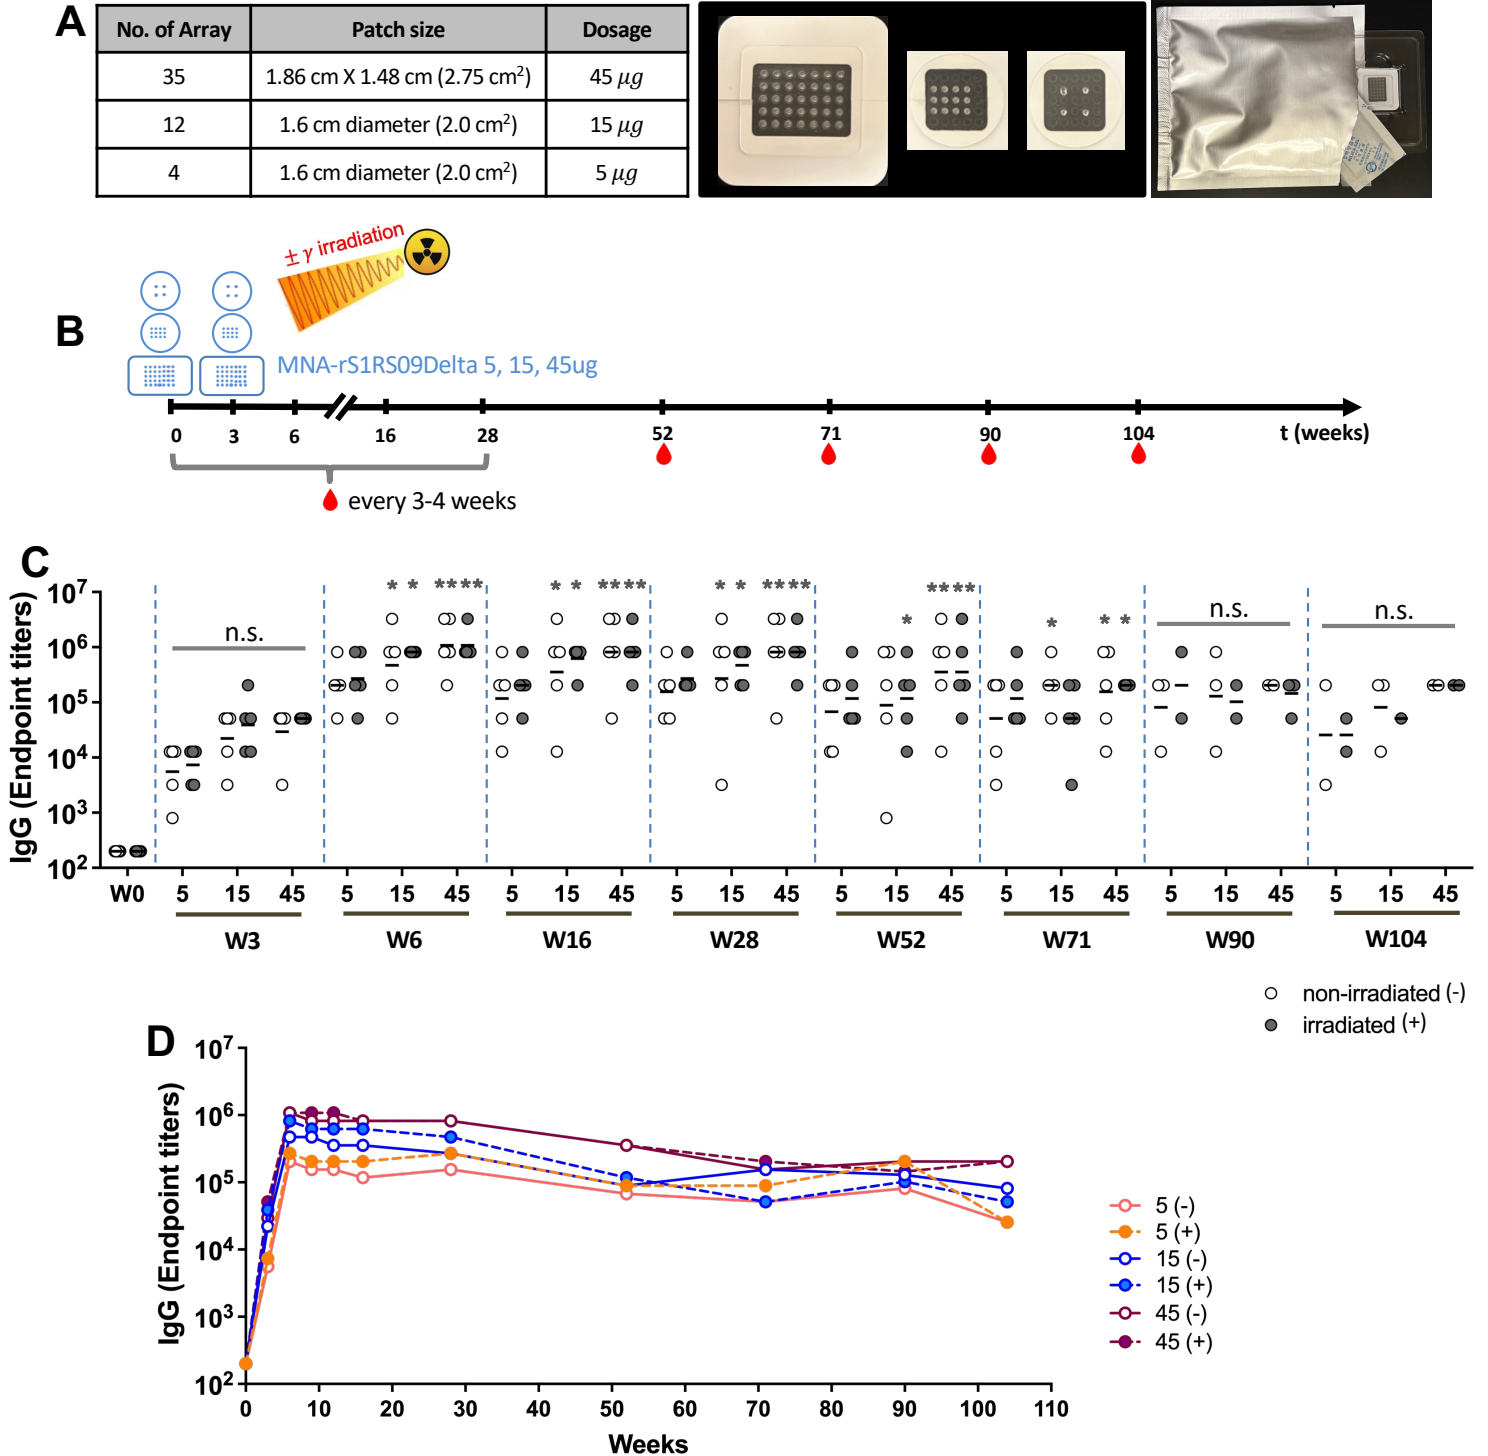 A
No. of Array Patch size Dosage
35 1.86 cm X 1.48 cm (2.75 cm²) 45 μg
12 1.6 cm diameter (2.0 cm²) 15 μg
4 1.6 cm diameter (2.0 cm²) 5 μg
± γ irradiation
B
MNA-rS1RS09Delta 5, 15, 45ug
0 3 6 16 28 52 71 90 104 t (weeks)
every 3-4 weeks
C
IgG (Endpoint titers)
10⁷
10⁶
10⁵
10⁴
10³
10²
n.s.
* * **** ****
* * **** ****
* * **** ****
* **** ****
* * *
n.s.
n.s.
W0 5 15 45 5 15 45 5 15 45 5 15 45 5 15 45 5 15 45 5 15 45 5 15 45
W3 W6 W16 W28 W52 W71 W90 W104
non-irradiated (-)
irradiated (+)
D
IgG (Endpoint titers)
10⁷
10⁶
10⁵
10⁴
10³
10²
0 10 20 30 40 50 60 70 80 90 100 110
Weeks
5 (-)
5 (+)
15 (-)
15 (+)
45 (-)
45 (+)